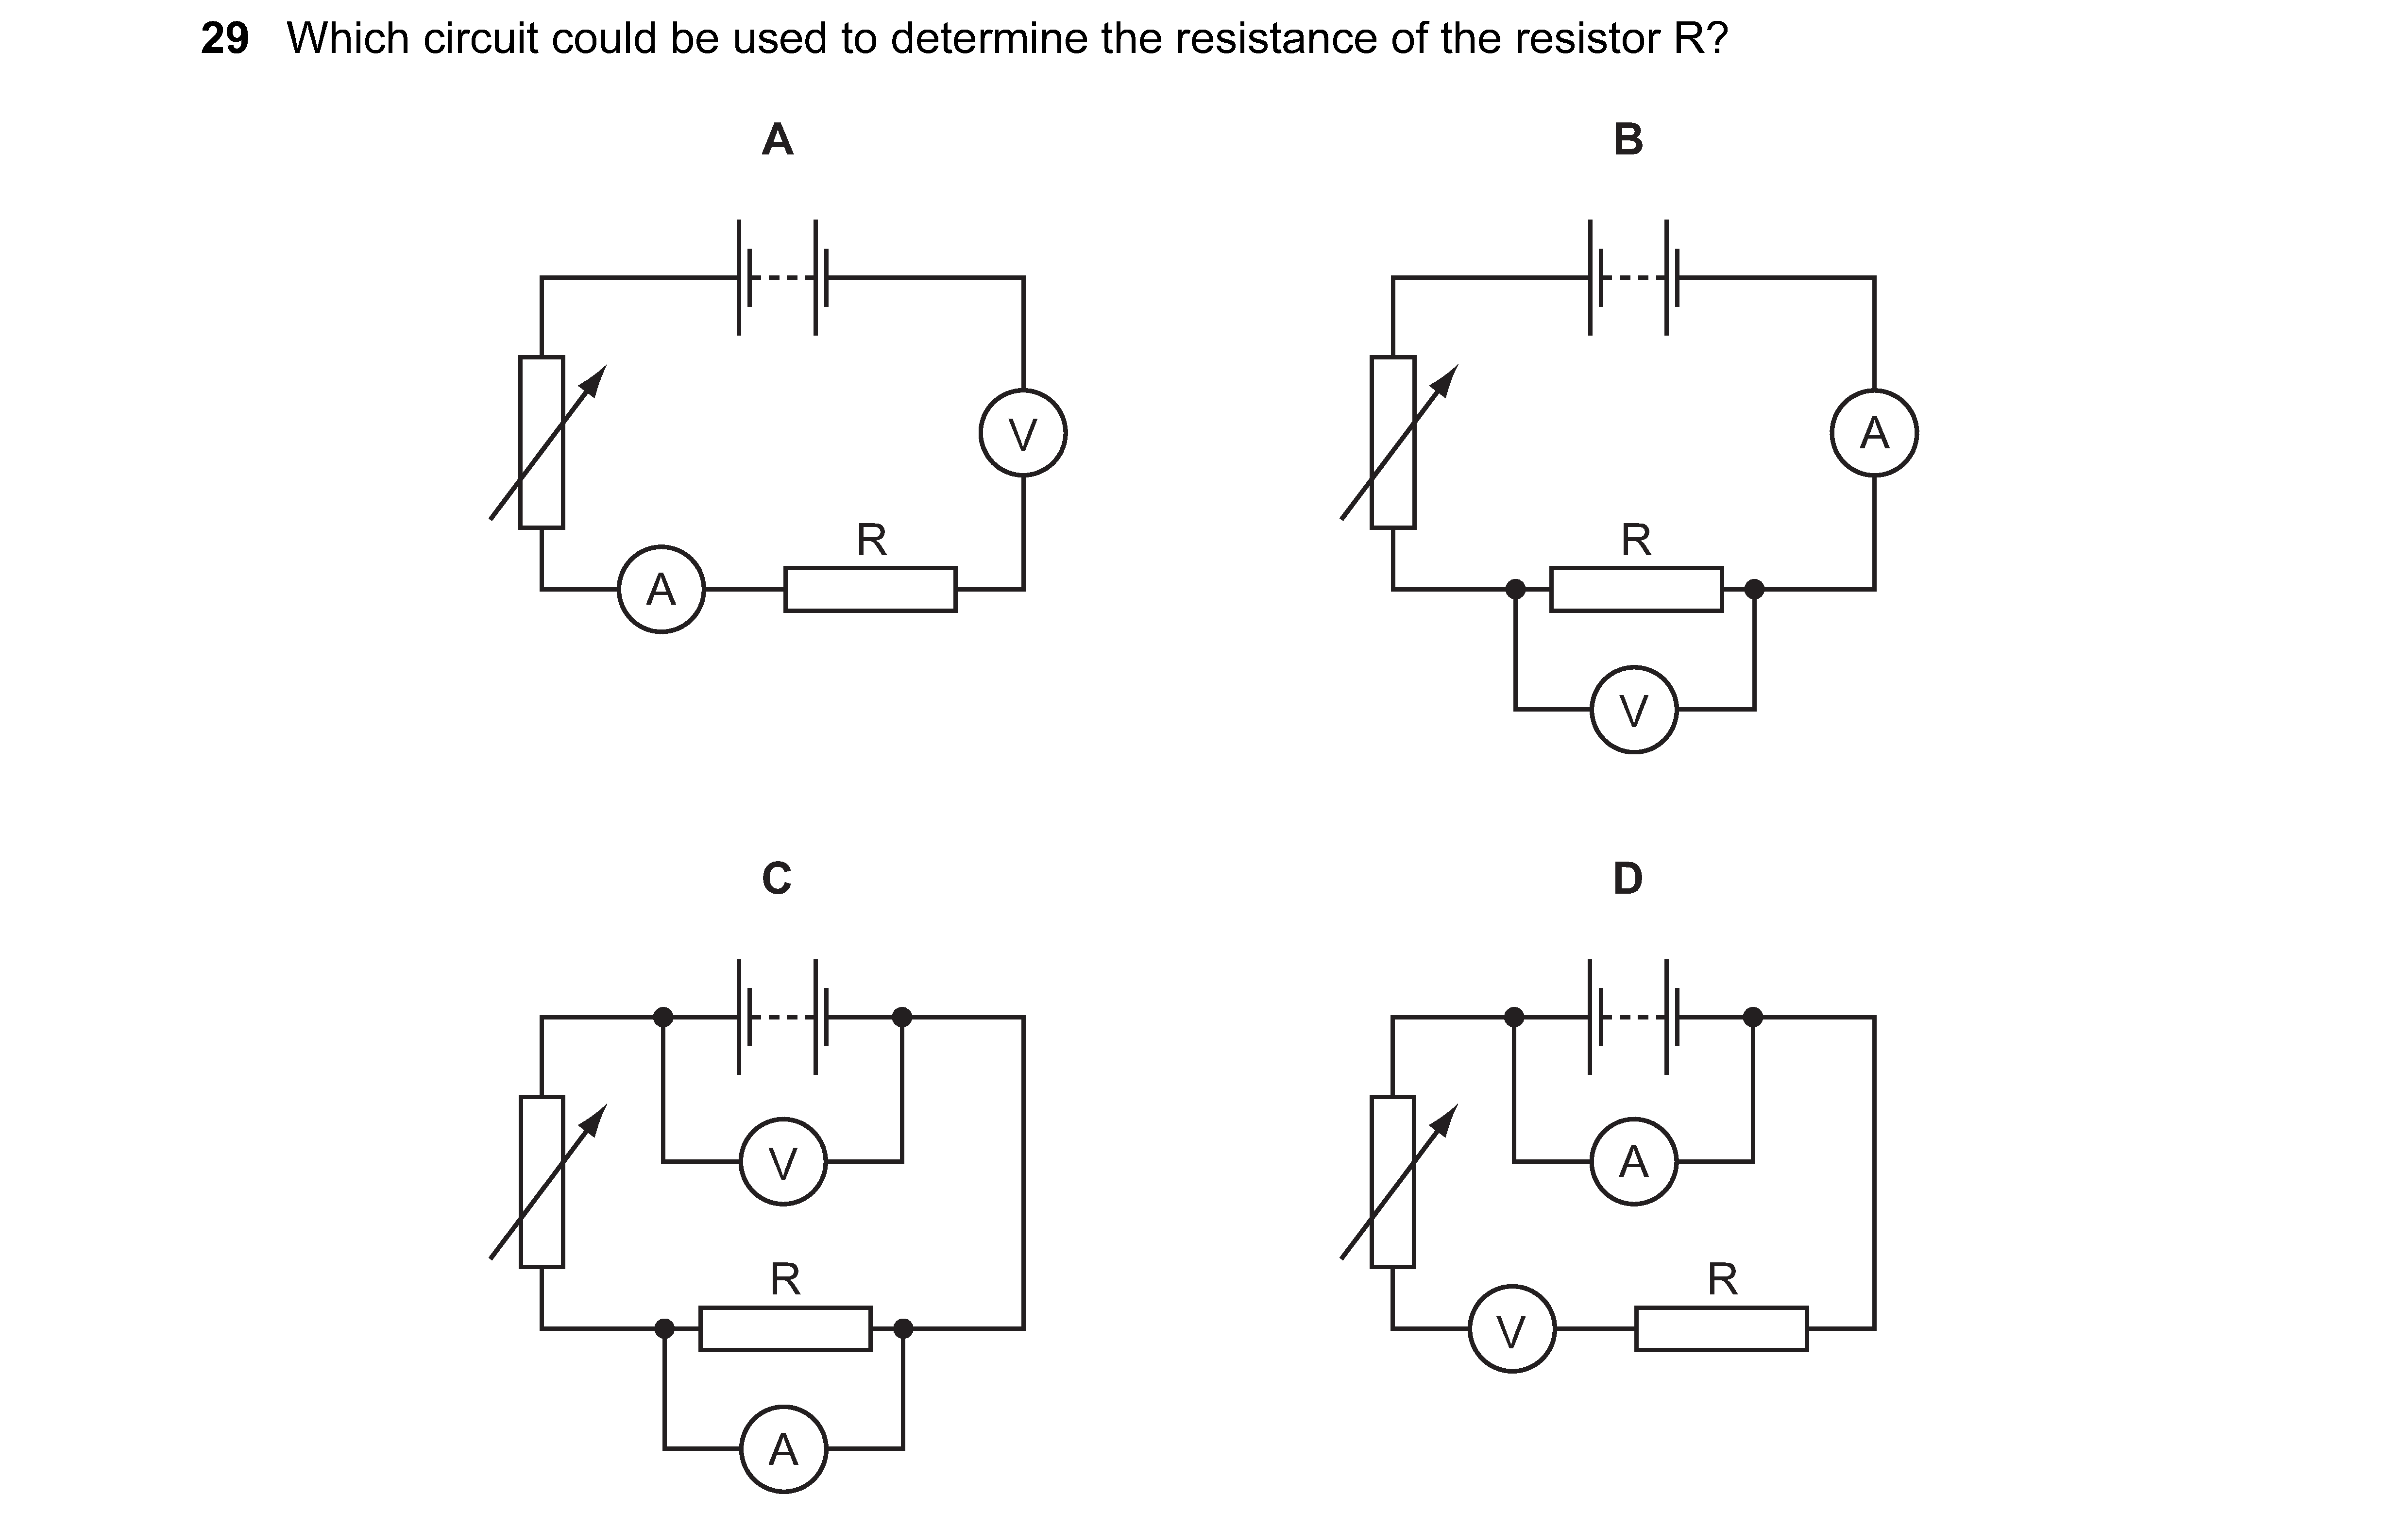 29 Which circuit could be used to determine the resistance of the resistor R?
A
B
V
A
R
A
R
V
C
D
V
A
R
R
V
A